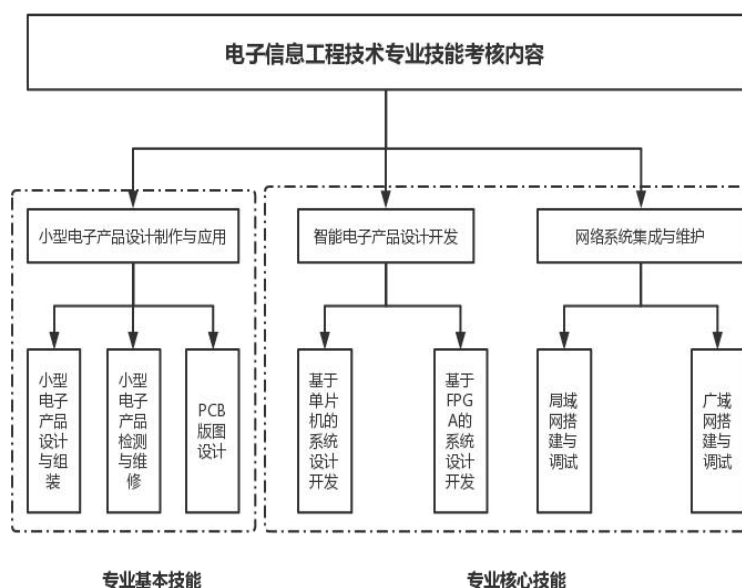 电子信息工程技术专业技能考核内容
小型电子产品设计制作与应用
智能电子产品设计开发
网络系统集成与维护
小型
电子
产品
设计
与组
装
小型
电子
产品
检测
与维
修
PCB
版图
设计
基于
单片
机的
系统
设计
开发
基于
FPG
A的
系统
设计
开发
局域
网搭
建与
调试
广域
网搭
建与
调试
专业基本技能
专业核心技能